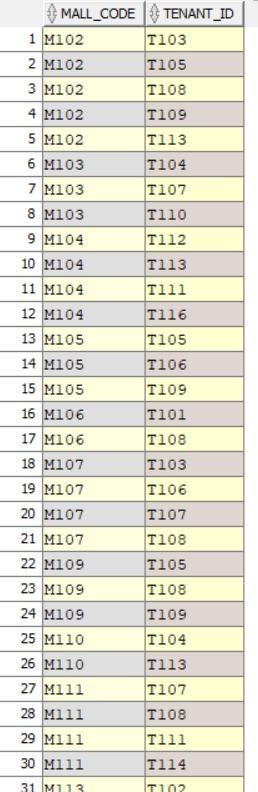 MALL_CODE TENANT_ID
1 M102 T103
2 M102 T105
3 M102 T108
4 M102 T109
5 M102 T113
6 M103 T104
7 M103 T107
8 M103 T110
9 M104 T112
10 M104 T113
11 M104 T111
12 M104 T116
13 M105 T105
14 M105 T106
15 M105 T109
16 M106 T101
17 M106 T108
18 M107 T103
19 M107 T106
20 M107 T107
21 M107 T108
22 M109 T105
23 M109 T108
24 M109 T109
25 M110 T104
26 M110 T113
27 M111 T107
28 M111 T108
29 M111 T111
30 M111 T114
31 M113 T102